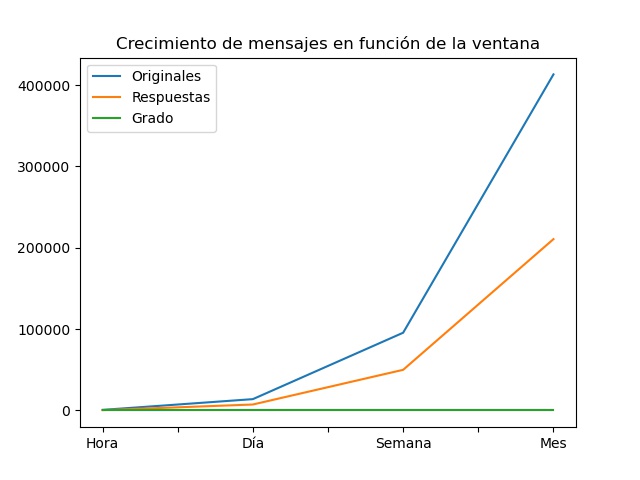 Crecimiento de mensajes en función de la ventana
Originales
Respuestas
Grado
400000
300000
200000
100000
0
Hora Día Semana Mes